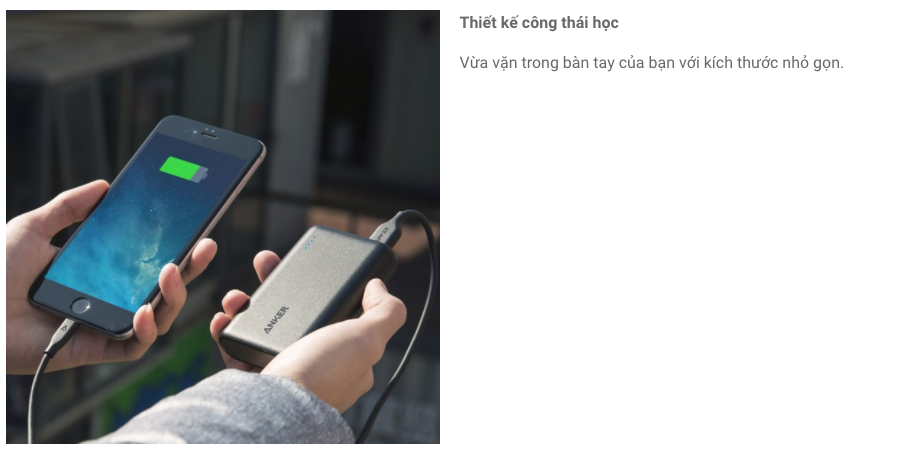 Thiết kế công thái học
Vừa vặn trong bàn tay của bạn với kích thước nhỏ gọn.
ANKER